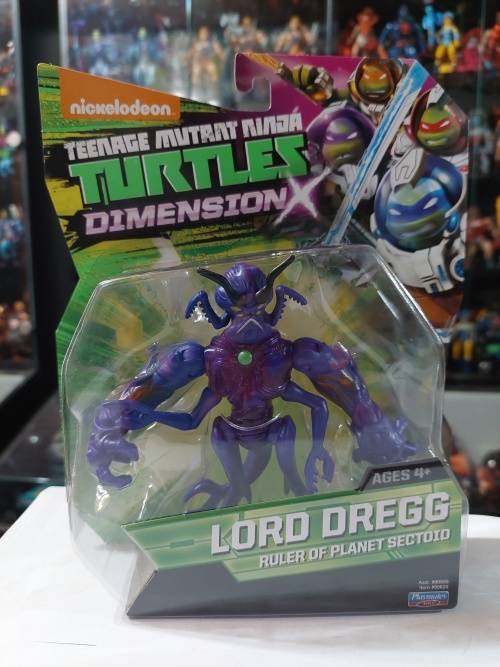 nickelodeon
TEENAGE MUTANT NINJA
TURTLES
DIMENSION X
AGES 4+
LORD DREGG
RULER OF PLANET SECTOID
Playmates